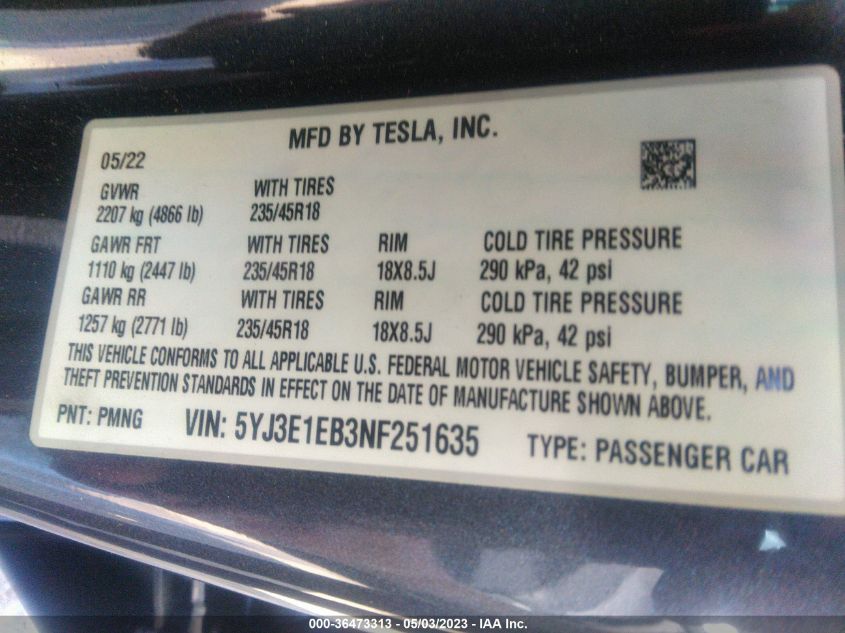 MFD BY TESLA, INC.
05/22
GVWR WITH TIRES
2207 kg (4866 lb) 235/45R18
GAWR FRT WITH TIRES RIM COLD TIRE PRESSURE
1110 kg (2447 lb) 235/45R18 18X8.5J 290 kPa, 42 psi
GAWR RR WITH TIRES RIM COLD TIRE PRESSURE
1257 kg (2771 lb) 235/45R18 18X8.5J 290 kPa, 42 psi
THIS VEHICLE CONFORMS TO ALL APPLICABLE U.S. FEDERAL MOTOR VEHICLE SAFETY, BUMPER, AND
THEFT PREVENTION STANDARDS IN EFFECT ON THE DATE OF MANUFACTURE SHOWN ABOVE.
PNT: PMNG VIN: 5YJ3E1EB3NF251635 TYPE: PASSENGER CAR
000-36473313 - 05/03/2023 - IAA Inc.